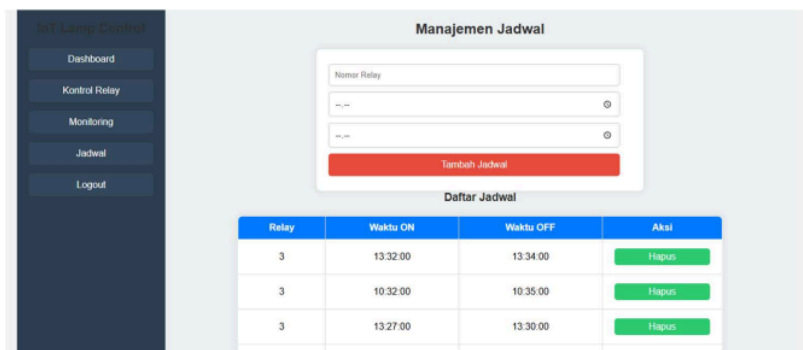 IoT Lamp Control
Dashboard
Kontrol Relay
Monitoring
Jadwal
Logout
Manajemen Jadwal
Nomor Relay
--.--
--.--
Tambah Jadwal
Daftar Jadwal
Relay Waktu ON Waktu OFF Aksi
3 13:32:00 13:34:00 Hapus
3 10:32:00 10:35:00 Hapus
3 13:27:00 13:30:00 Hapus